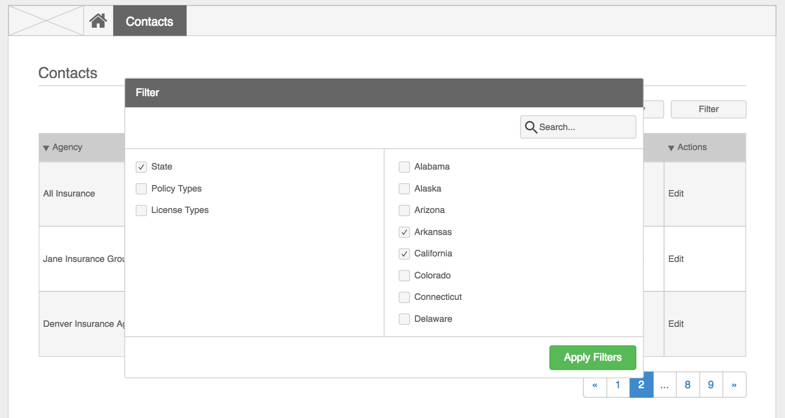 Contacts
Contacts
Filter
Filter
Search...
Agency
Actions
State
Policy Types
License Types
Alabama
Alaska
Arizona
Arkansas
California
Colorado
Connecticut
Delaware
All Insurance
Edit
Jane Insurance Grou
Edit
Denver Insurance Ag
Edit
Apply Filters
« 1 2 ... 8 9 »